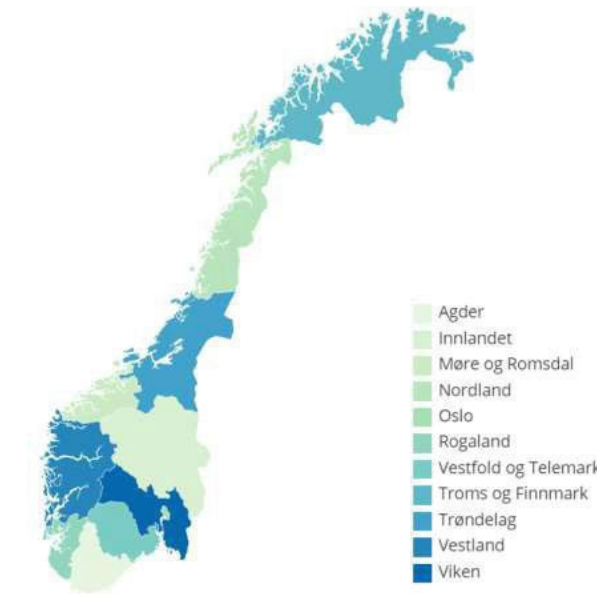 Agder
Innlandet
Møre og Romsdal
Nordland
Oslo
Rogaland
Vestfold og Telemark
Troms og Finnmark
Trøndelag
Vestland
Viken